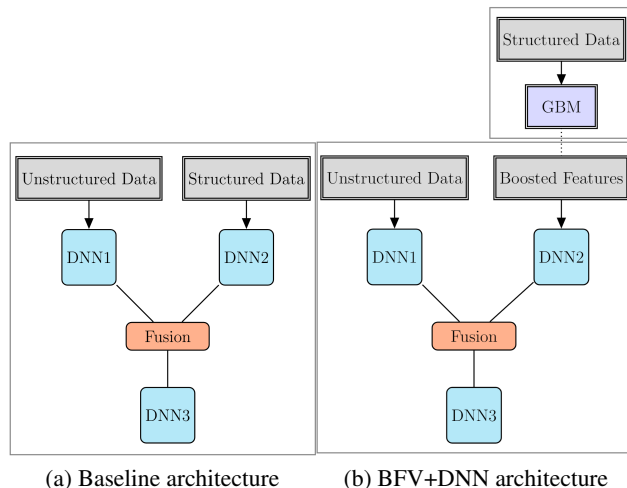 Structured Data
GBM
Unstructured Data
Structured Data
DNN1
DNN2
Fusion
DNN3
Unstructured Data
Boosted Features
DNN1
DNN2
Fusion
DNN3
(a) Baseline architecture
(b) BFV+DNN architecture